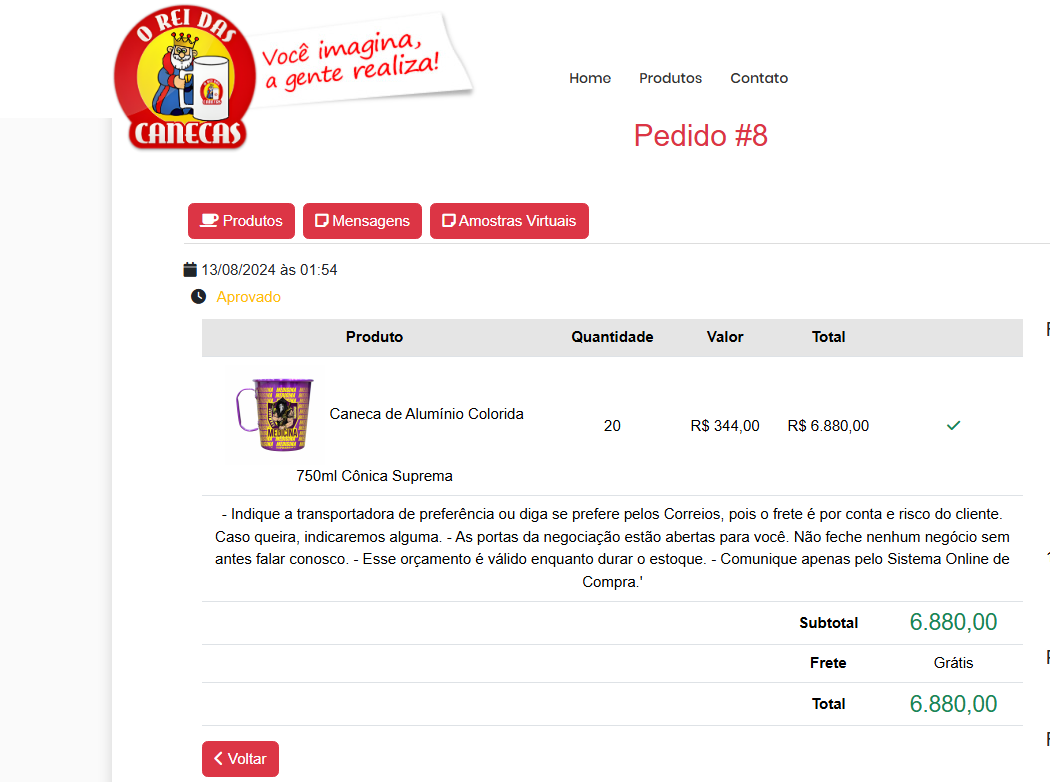 O REI DAS
CANECAS
Você imagina,
a gente realiza!
Home Produtos Contato
Pedido #8
Produtos Mensagens Amostras Virtuais
13/08/2024 às 01:54
Aprovado
Produto Quantidade Valor Total
MEDICINA
Caneca de Alumínio Colorida
20 R$ 344,00 R$ 6.880,00
750ml Cônica Suprema
- Indique a transportadora de preferência ou diga se prefere pelos Correios, pois o frete é por conta e risco do cliente.
Caso queira, indicaremos alguma. - As portas da negociação estão abertas para você. Não feche nenhum negócio sem
antes falar conosco. - Esse orçamento é válido enquanto durar o estoque. - Comunique apenas pelo Sistema Online de
Compra.'
Subtotal 6.880,00
Frete Grátis
Total 6.880,00
Voltar